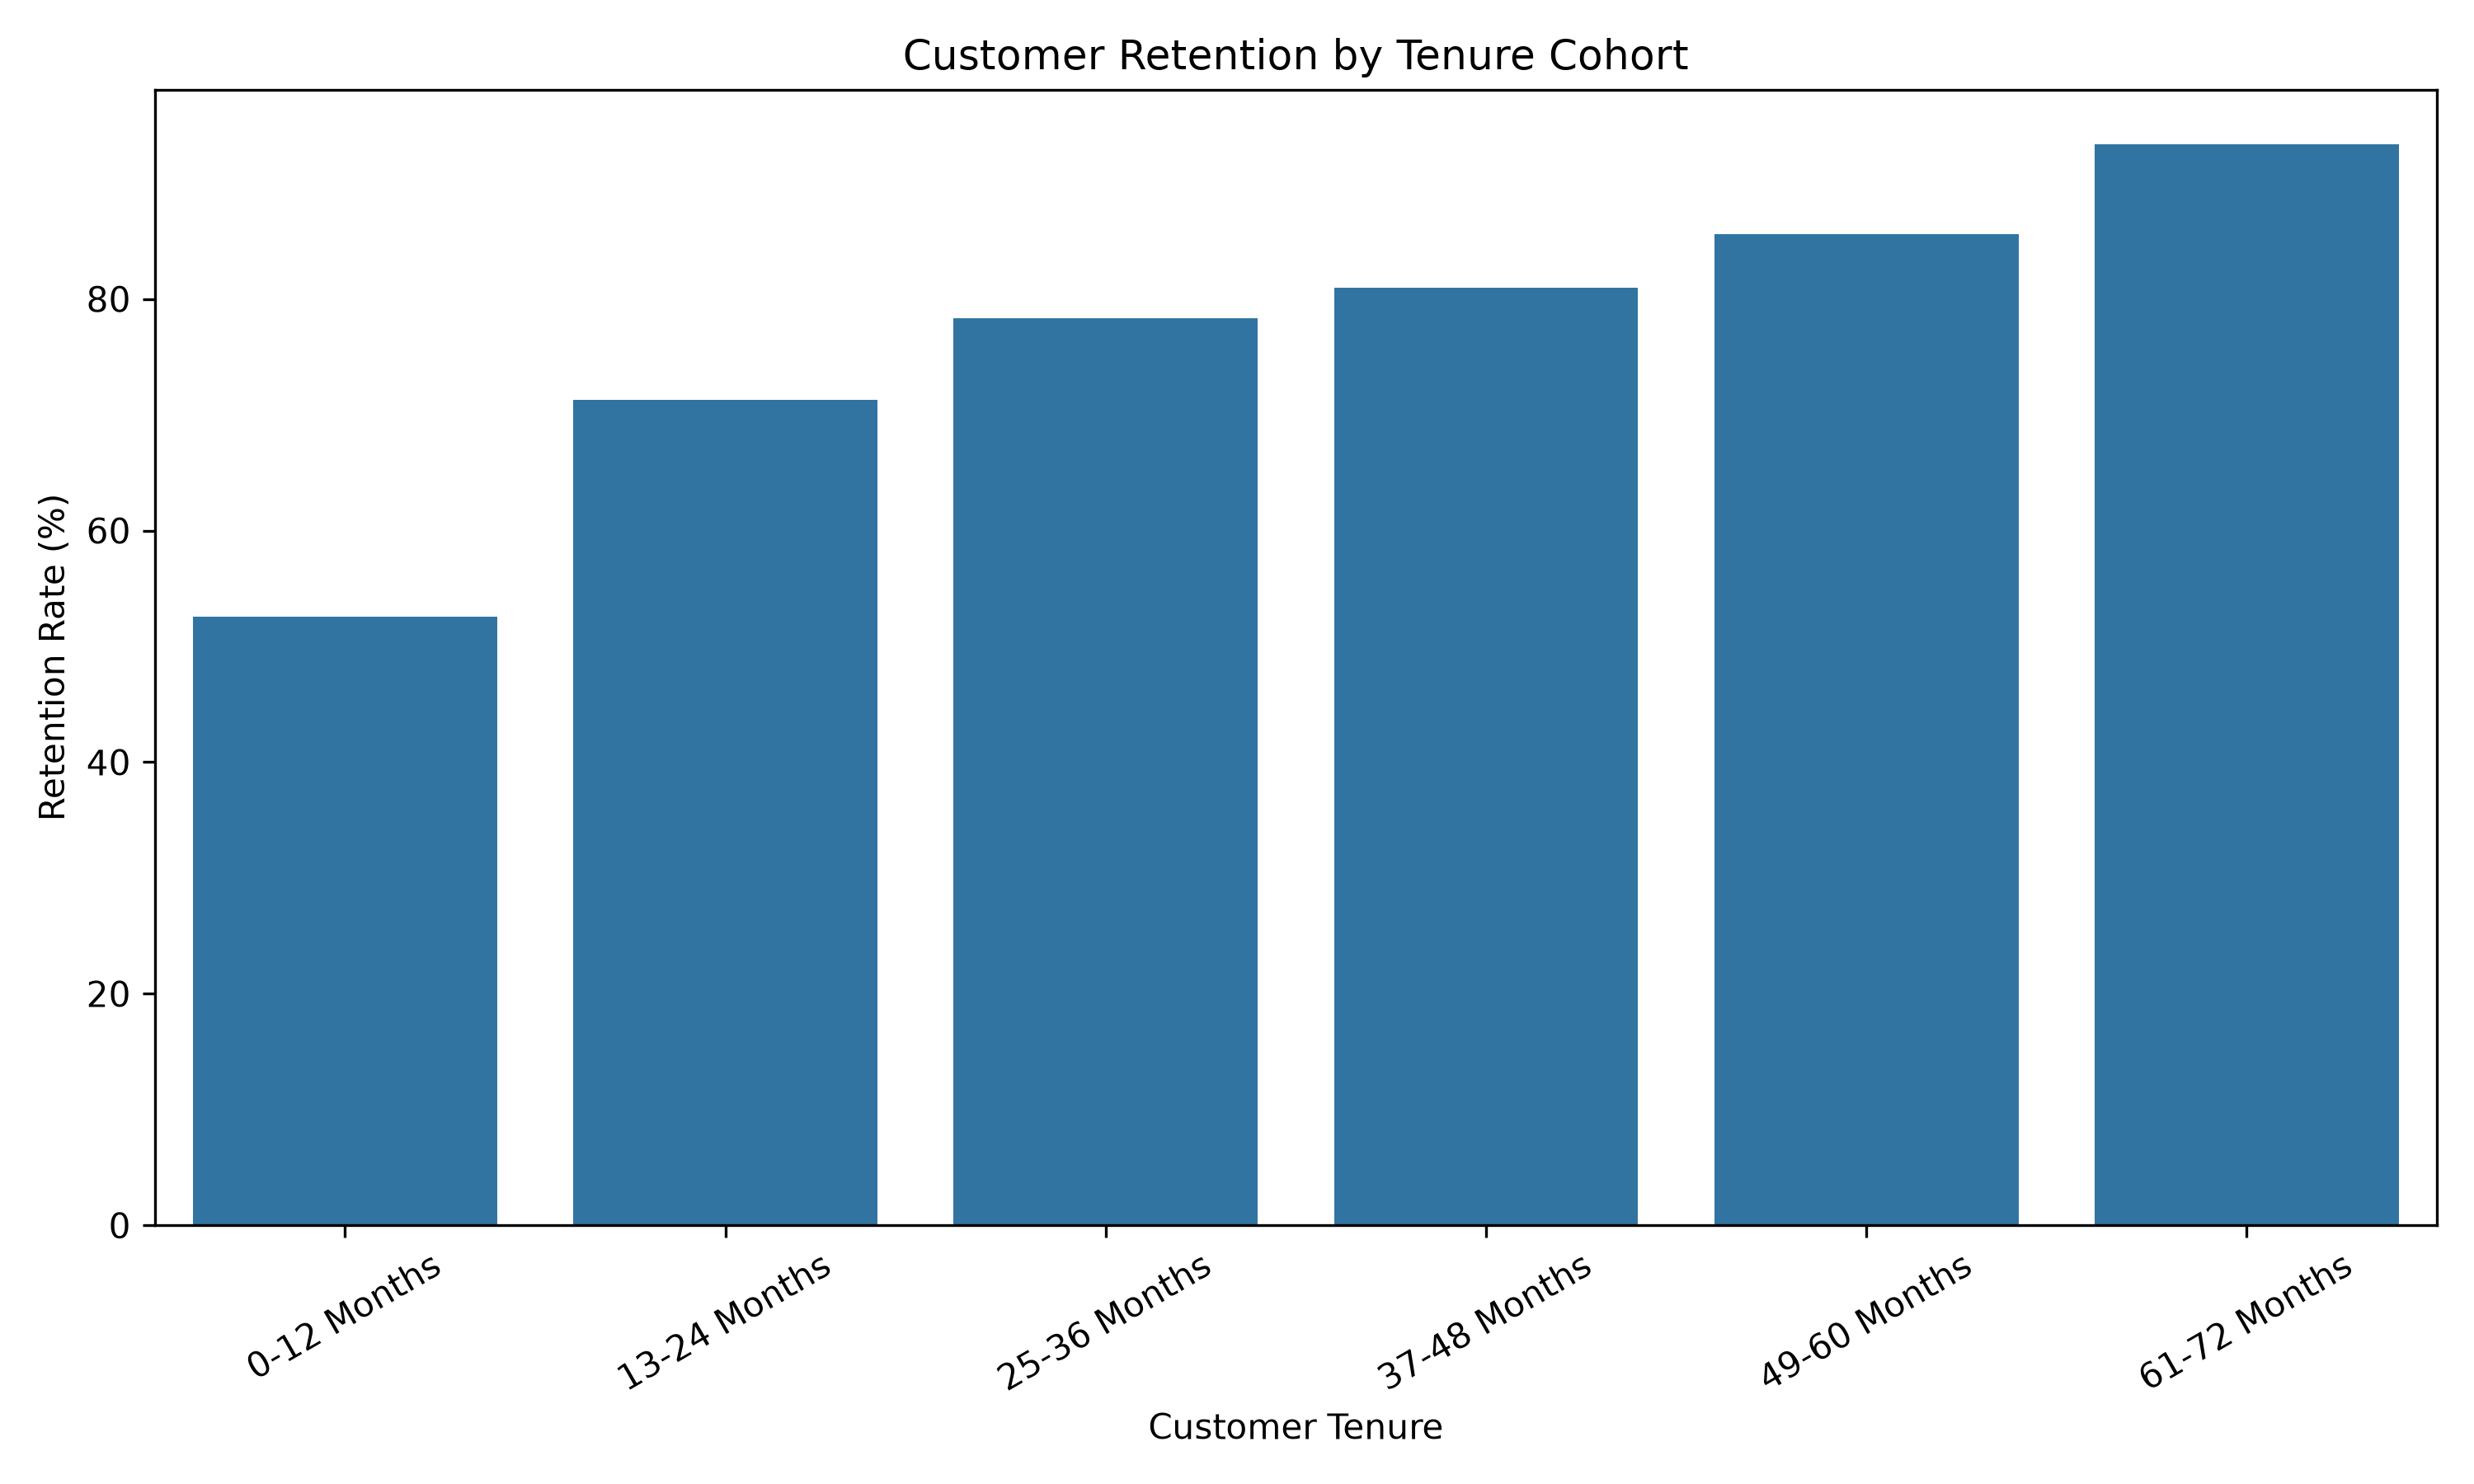 Customer Retention by Tenure Cohort
Retention Rate (%)
80
60
40
20
0
0-12 Months
13-24 Months
25-36 Months
37-48 Months
49-60 Months
61-72 Months
Customer Tenure